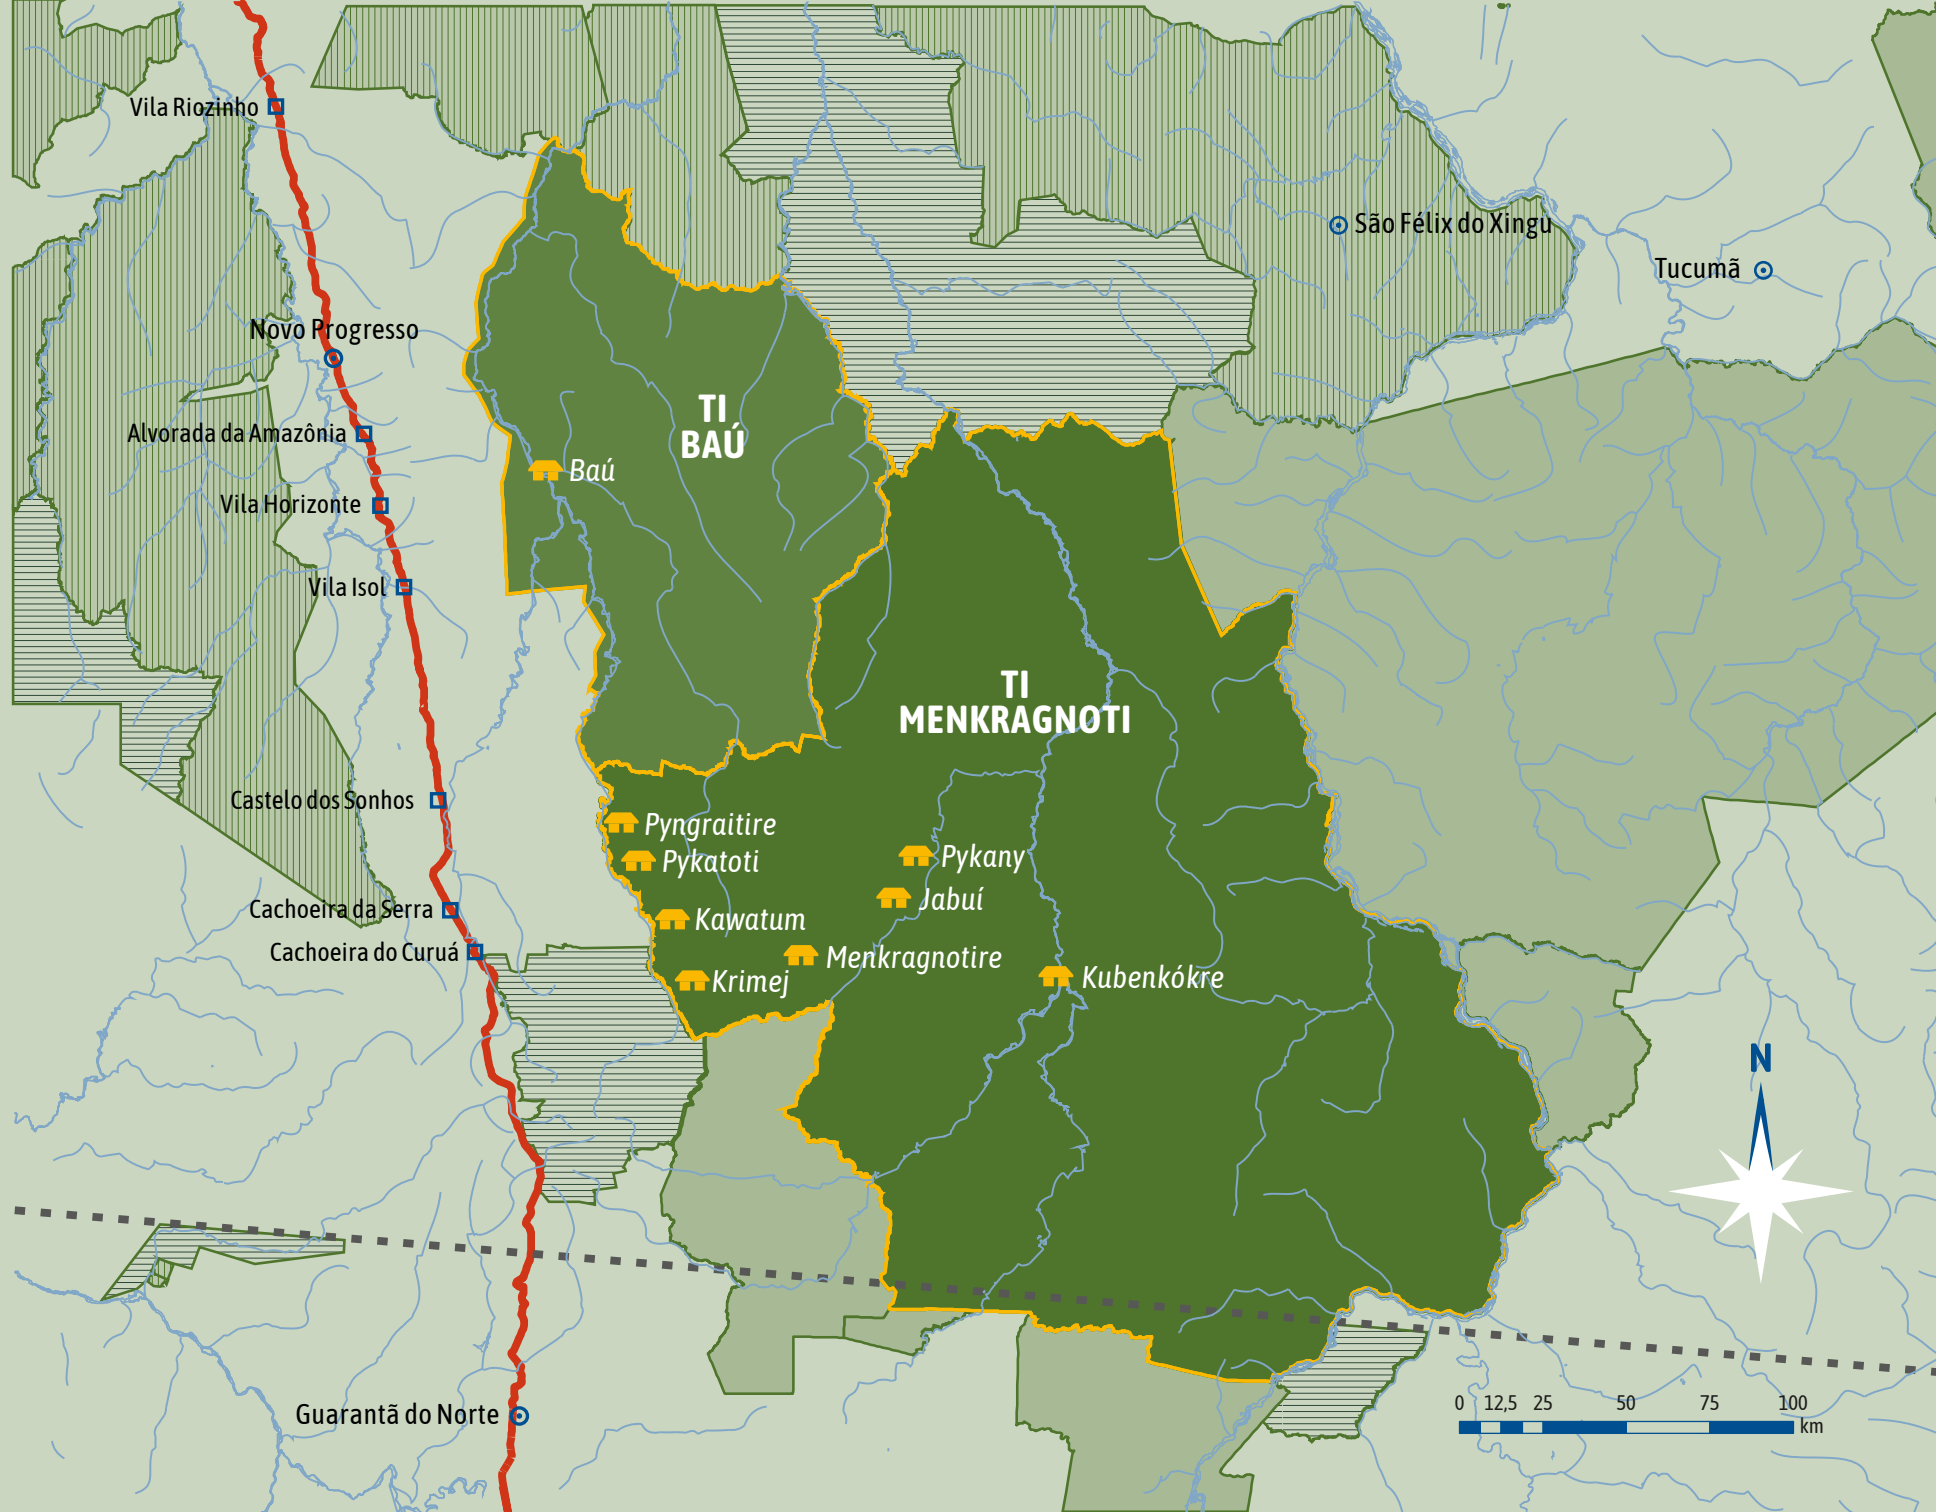 Vila Riozinho
São Félix do Xingu
Tucumã
Novo Progresso
TI
BAÚ
Alvorada da Amazônia
Baú
Vila Horizonte
Vila Isol
TI
MENKRAGNOTI
Castelo dos Sonhos
Pyngraitire
Pykatoti
Pykany
Jabuí
Cachoeira da Serra
Kawatum
Cachoeira do Curuá
Menkragnotire
Krimej
Kubenkókre
N
Guarantã do Norte
0 12,5 25 50 75 100
km